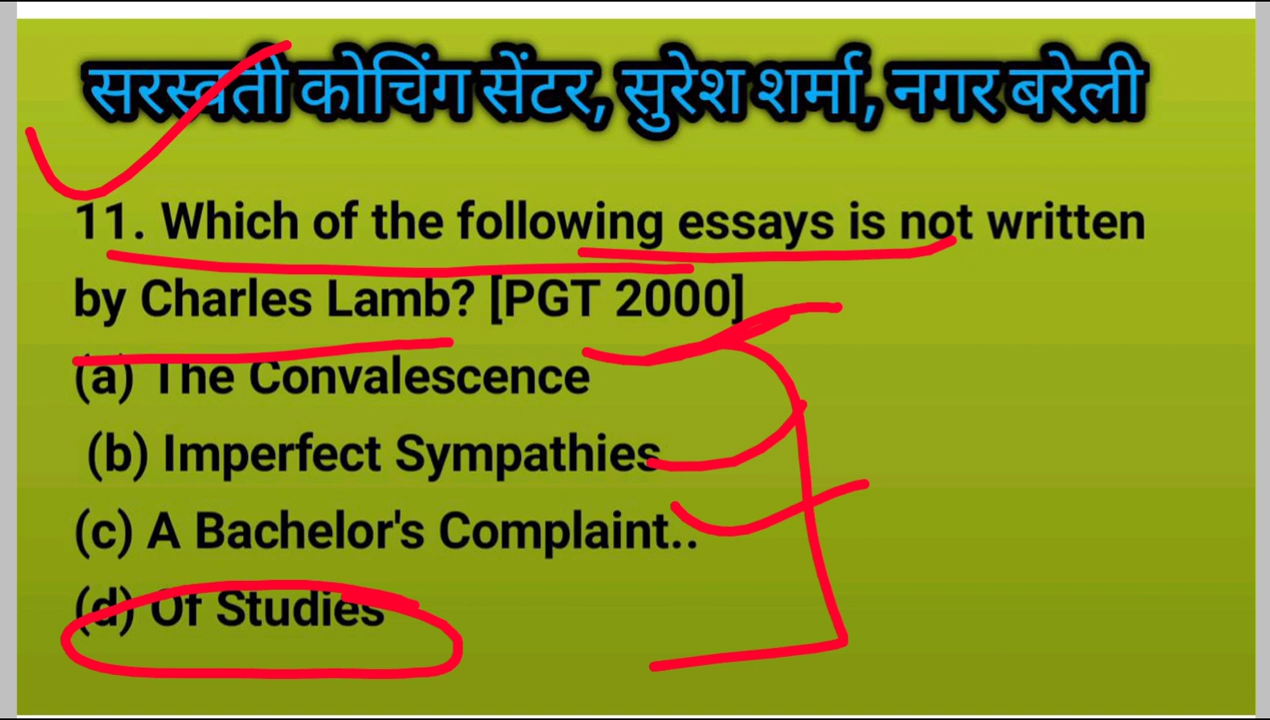 सरस्वती कोचिंग सेंटर, सुरेश शर्मा, नगर बरेली
11. Which of the following essays is not written
by Charles Lamb? [PGT 2000]
(a) The Convalescence
(b) Imperfect Sympathies
(c) A Bachelor's Complaint..
(d) Of Studies